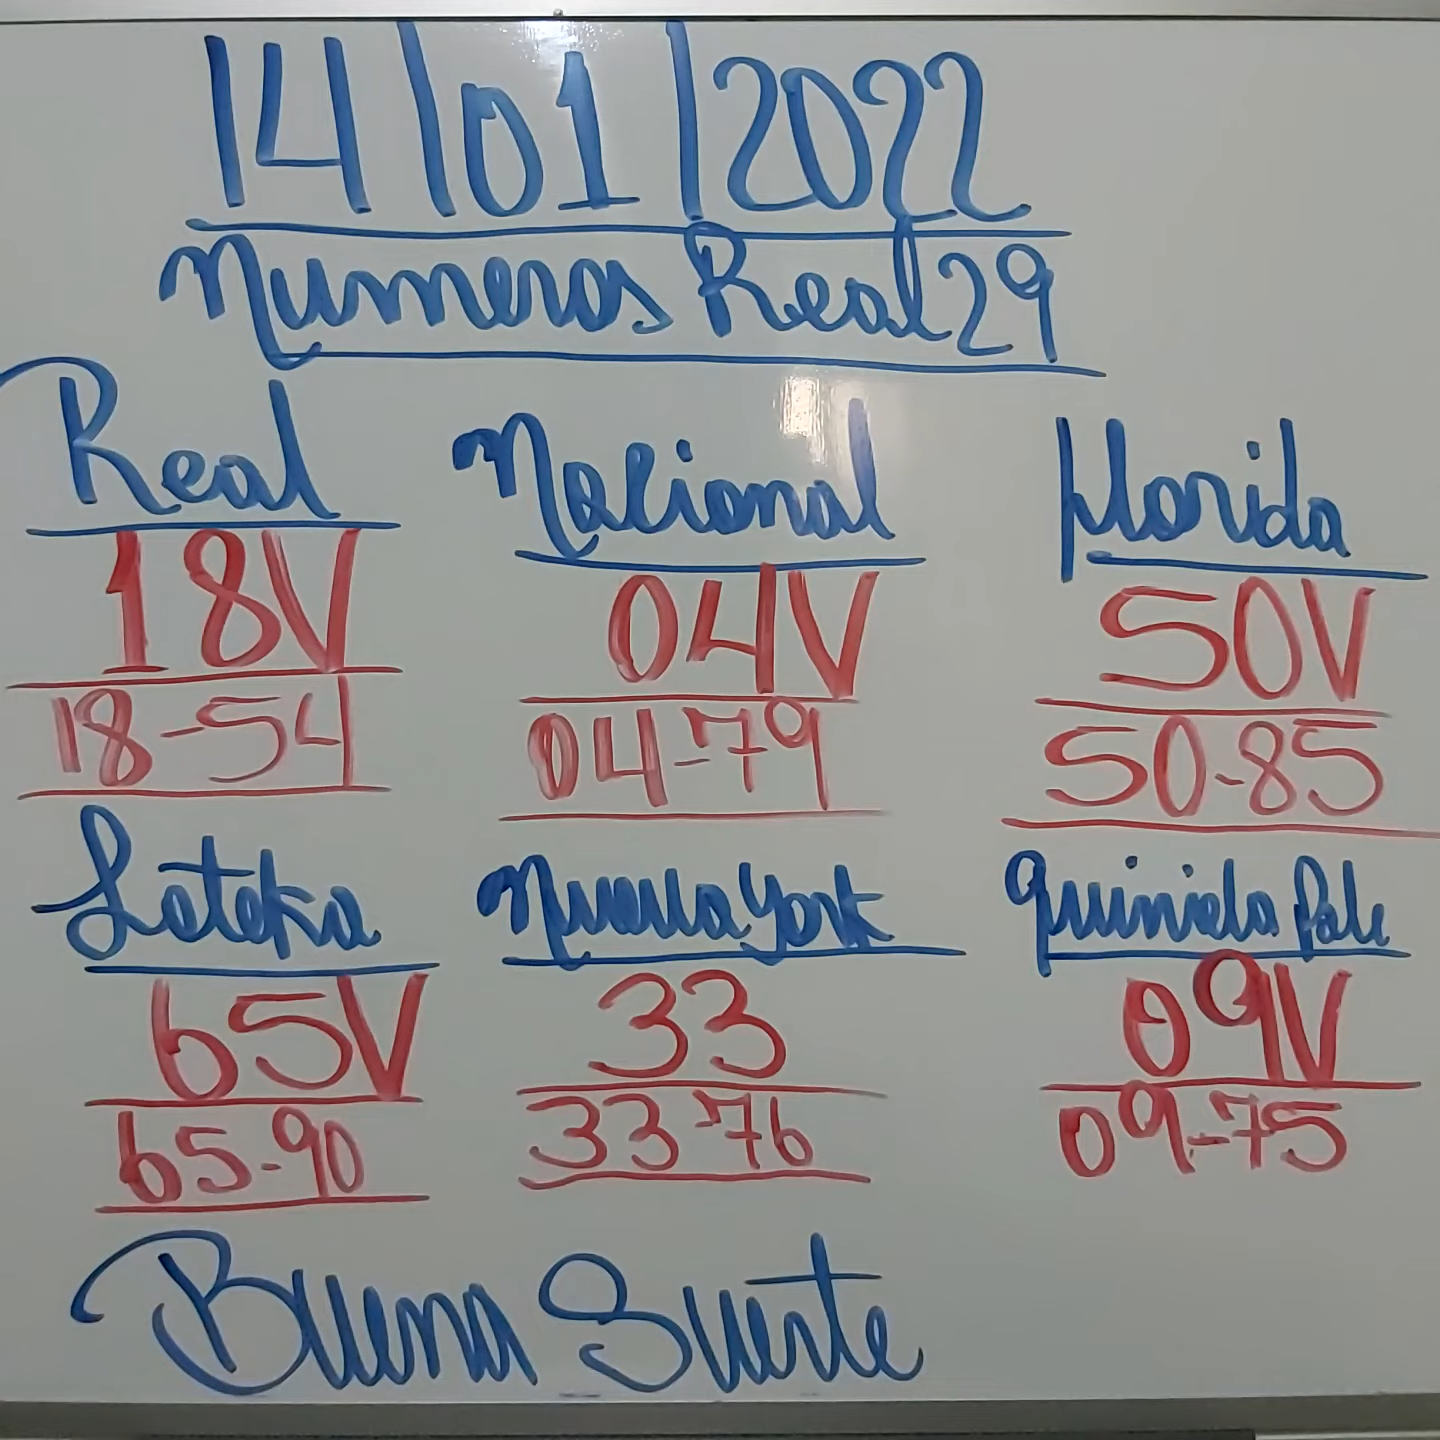 14/01/2022
Numeros Real 29
Real Nacional Florida
18V 04V 50V
18-54 04-79 50-85
Loteka Nueva York Quiniela Pale
65V 33 09V
65-90 33-76 09-75
Buena Suerte